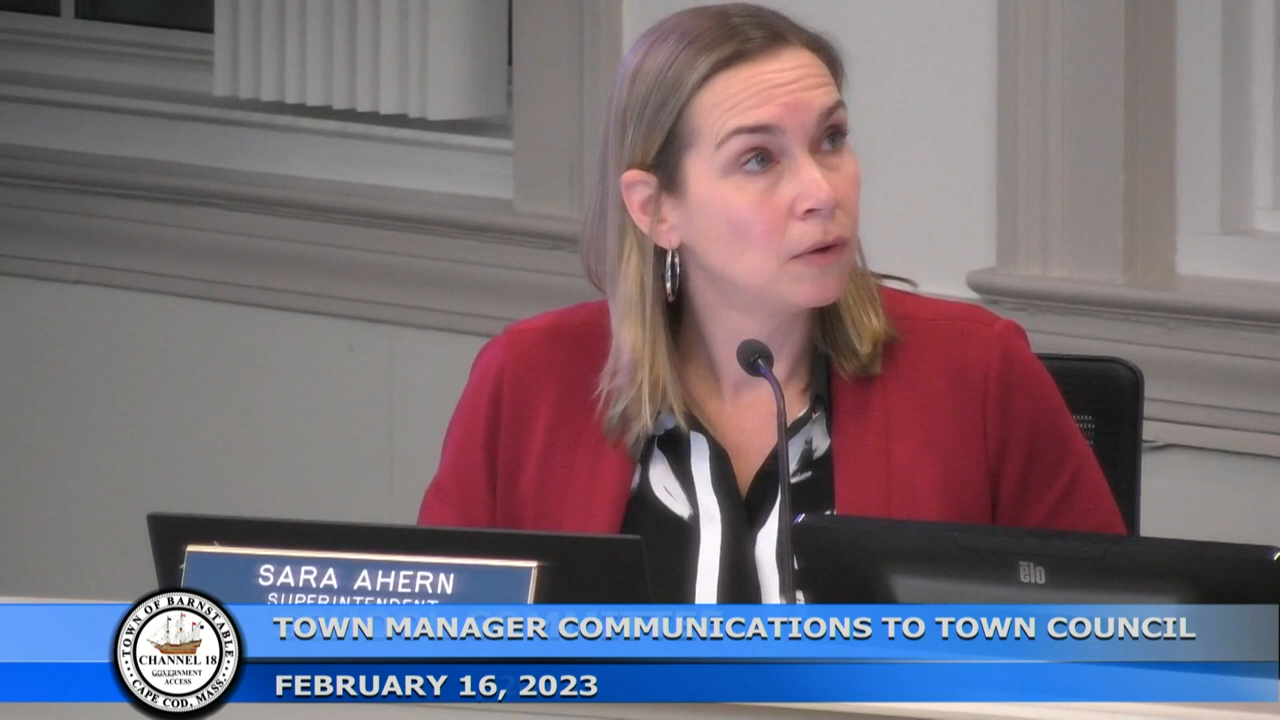 elo
SARA AHERN
SUPERINTENDENT
TOWN MANAGER COMMUNICATIONS TO TOWN COUNCIL
FEBRUARY 16, 2023
TOWN OF BARNSTABLE
CHANNEL 18
GOVERNMENT
ACCESS
CAPE COD, MASS.